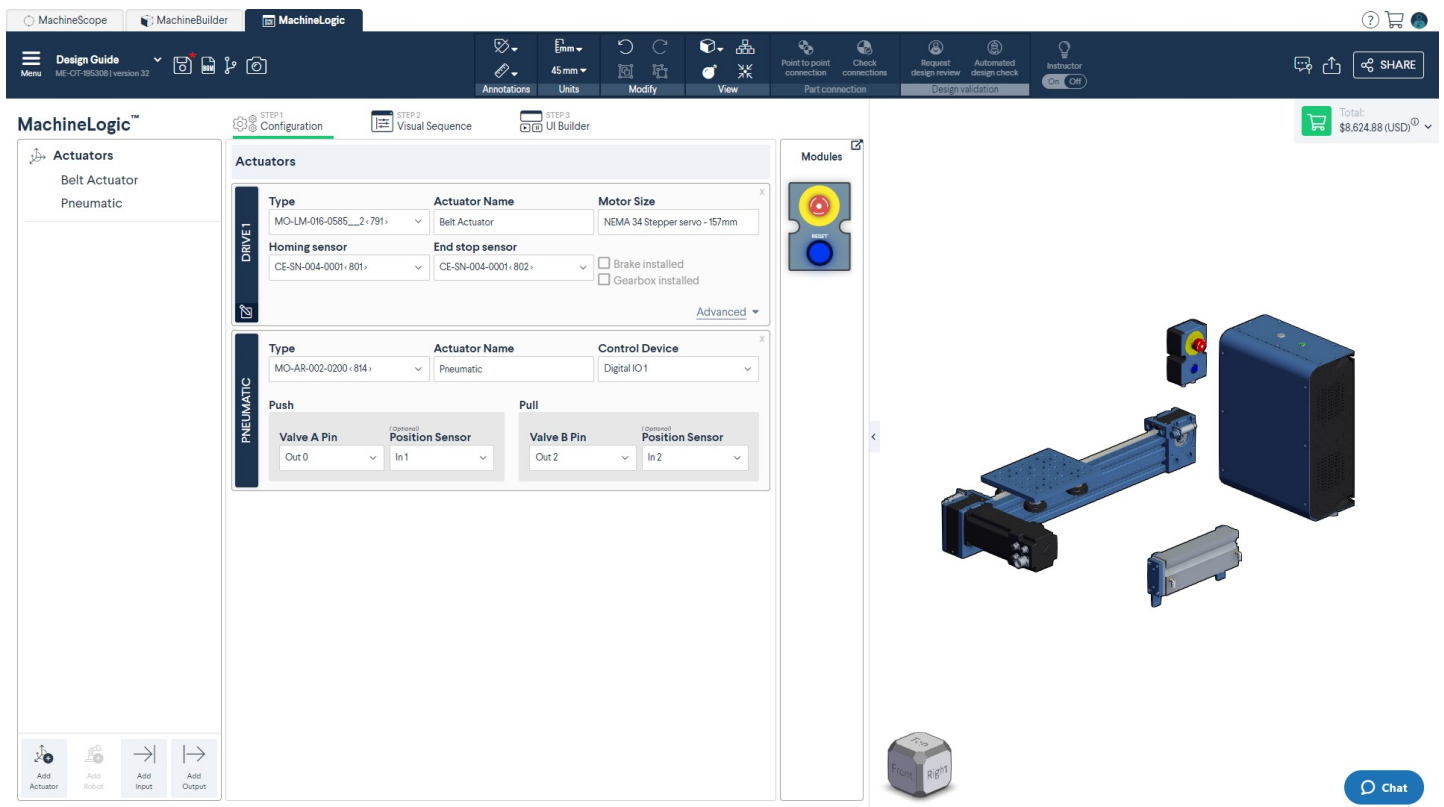 MachineScope
MachineBuilder
MachineLogic
Menu
Design Guide
ME-OT-195308 | version 32
BOM
Annotations
mm
45 mm
Units
Modify
View
Point to point connection
Check connections
Part connection
Request design review
Automated design check
Design validation
Instructor
On Off
SHARE
MachineLogic™
STEP 1
Configuration
STEP 2
Visual Sequence
STEP 3
UI Builder
Total:
$8,624.88 (USD)
Actuators
Belt Actuator
Pneumatic
Actuators
Modules
DRIVE 1
x
Type
Actuator Name
Motor Size
MO-LM-016-0585__2 ‹ 791 ›
Belt Actuator
NEMA 34 Stepper servo - 157mm
Homing sensor
End stop sensor
CE-SN-004-0001 ‹ 801 ›
CE-SN-004-0001 ‹ 802 ›
Brake installed
Gearbox installed
Advanced
RESET
PNEUMATIC
x
Type
Actuator Name
Control Device
MO-AR-002-0200 ‹ 814 ›
Pneumatic
Digital IO 1
Push
Pull
Valve A Pin
(Optional)
Position Sensor
Valve B Pin
(Optional)
Position Sensor
Out 0
In 1
Out 2
In 2
Add Actuator
Add Robot
Add Input
Add Output
Top
Front
Right
Chat